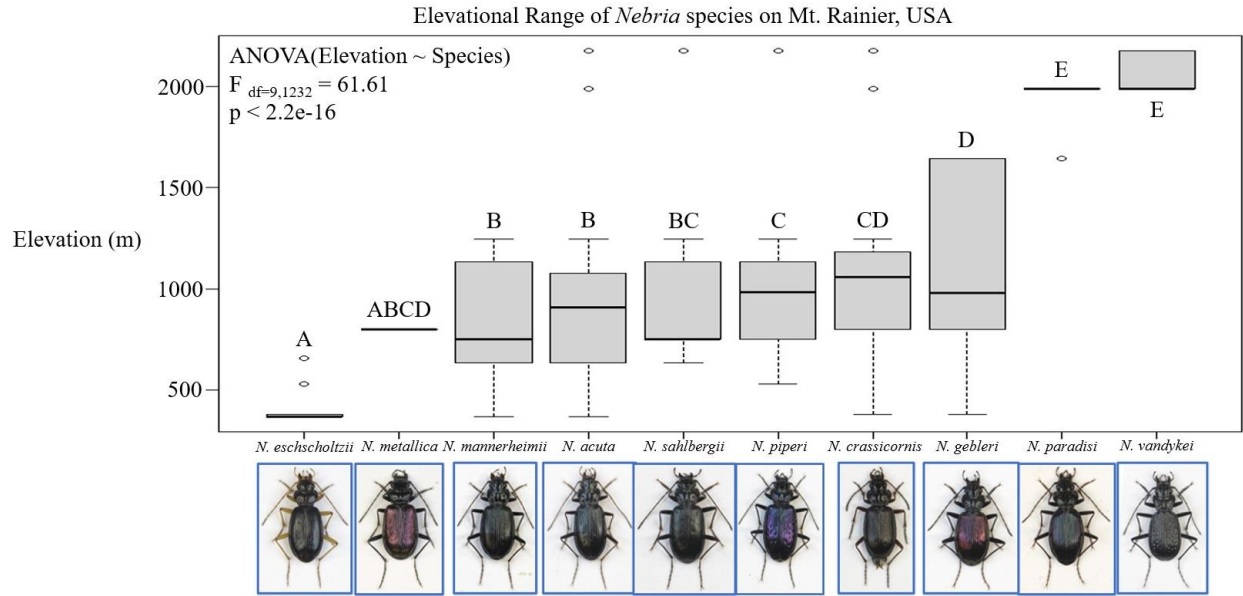 Elevational Range of Nebria species on Mt. Rainier, USA
ANOVA(Elevation ~ Species)
F df=9,1232 = 61.61
p < 2.2e-16
Elevation (m)
2000
1500
1000
500
A
ABCD
B
B
BC
C
CD
D
E
E
N. eschscholtzii
N. metallica
N. mannerheimii
N. acuta
N. sahlbergii
N. piperi
N. crassicornis
N. gebleri
N. paradisi
N. vandykei